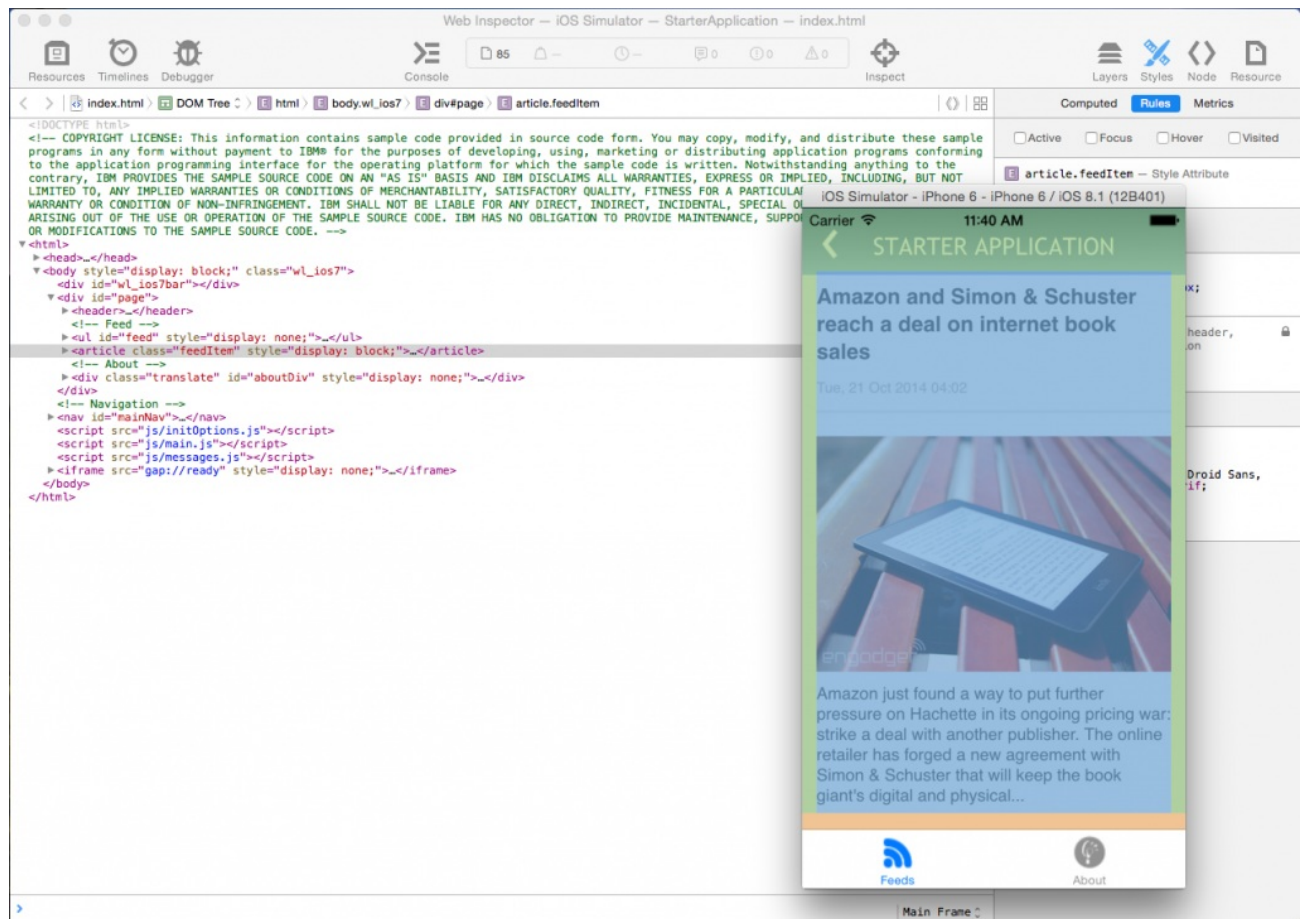 Web Inspector — iOS Simulator — StarterApplication — index.html
Resources Timelines Debugger Console 85 – – 0 0 0 Inspect Layers Styles Node Resource
index.html DOM Tree html body.wl_ios7 div#page article.feedItem Computed Rules Metrics
<!DOCTYPE html>
<!-- COPYRIGHT LICENSE: This information contains sample code provided in source code form. You may copy, modify, and distribute these sample
programs in any form without payment to IBM® for the purposes of developing, using, marketing or distributing application programs conforming
to the application programming interface for the operating platform for which the sample code is written. Notwithstanding anything to the
contrary, IBM PROVIDES THE SAMPLE SOURCE CODE ON AN "AS IS" BASIS AND IBM DISCLAIMS ALL WARRANTIES, EXPRESS OR IMPLIED, INCLUDING, BUT NOT
LIMITED TO, ANY IMPLIED WARRANTIES OR CONDITIONS OF MERCHANTABILITY, SATISFACTORY QUALITY, FITNESS FOR A PARTICULA
WARRANTY OR CONDITION OF NON-INFRINGEMENT. IBM SHALL NOT BE LIABLE FOR ANY DIRECT, INDIRECT, INCIDENTAL, SPECIAL O
ARISING OUT OF THE USE OR OPERATION OF THE SAMPLE SOURCE CODE. IBM HAS NO OBLIGATION TO PROVIDE MAINTENANCE, SUPPO
OR MODIFICATIONS TO THE SAMPLE SOURCE CODE. -->
<html>
<head>…</head>
<body style="display: block;" class="wl_ios7">
<div id="wl_ios7bar"></div>
<div id="page">
<header>…</header>
<!-- Feed -->
<ul id="feed" style="display: none;">…</ul>
<article class="feedItem" style="display: block;">…</article>
<!-- About -->
<div class="translate" id="aboutDiv" style="display: none;">…</div>
</div>
<!-- Navigation -->
<nav id="mainNav">…</nav>
<script src="js/initOptions.js"></script>
<script src="js/main.js"></script>
<script src="js/messages.js"></script>
<iframe src="gap://ready" style="display: none;">…</iframe>
</body>
</html>
Active Focus Hover Visited
article.feedItem — Style Attribute
x;
header,
on
Droid Sans,
if;
iOS Simulator - iPhone 6 - iPhone 6 / iOS 8.1 (12B401)
Carrier 11:40 AM
STARTER APPLICATION
Amazon and Simon & Schuster
reach a deal on internet book
sales
Tue, 21 Oct 2014 04:02
engadget
Amazon just found a way to put further
pressure on Hachette in its ongoing pricing war:
strike a deal with another publisher. The online
retailer has forged a new agreement with
Simon & Schuster that will keep the book
giant's digital and physical...
Feeds About
Main Frame